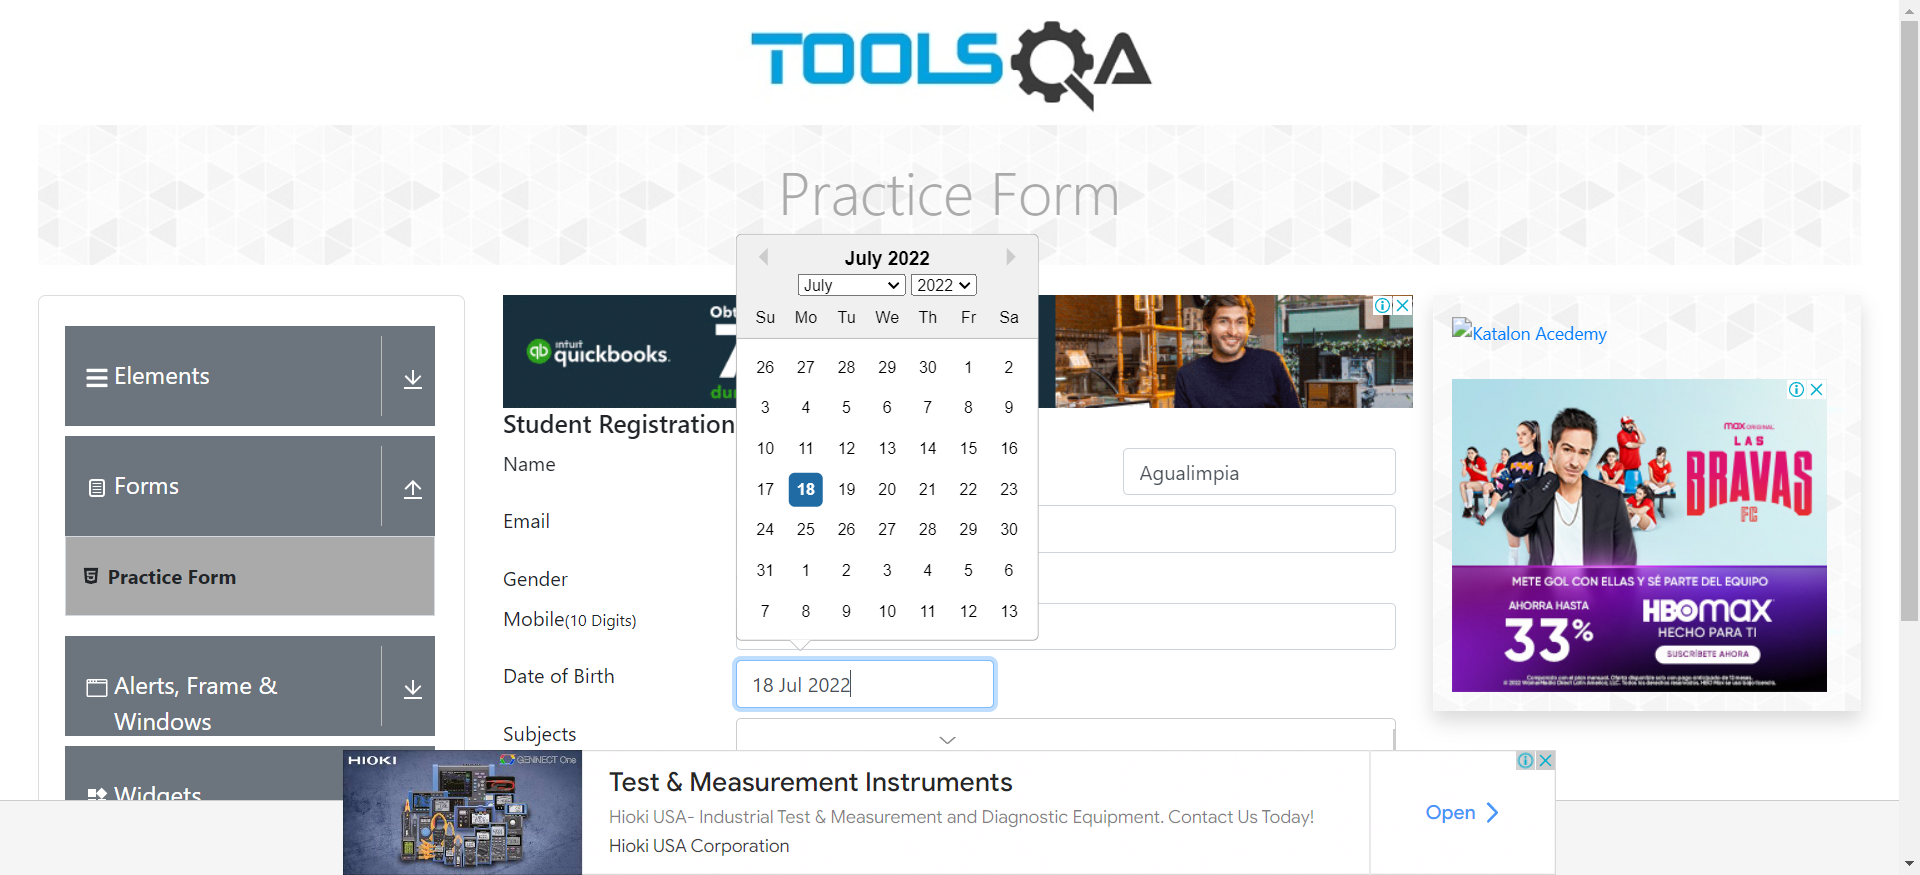 TOOLSQA
Practice Form
July 2022
July 2022
Su Mo Tu We Th Fr Sa
26 27 28 29 30 1 2
3 4 5 6 7 8 9
10 11 12 13 14 15 16
17 18 19 20 21 22 23
24 25 26 27 28 29 30
31 1 2 3 4 5 6
7 8 9 10 11 12 13
Elements
Forms
Practice Form
Alerts, Frame &
Windows
Widgets
intuit
quickbooks.
Obt
7
dur
Student Registration
Name
Agualimpia
Email
Gender
Mobile(10 Digits)
Date of Birth
18 Jul 2022
Subjects
Katalon Acedemy
max ORIGINAL
LAS
BRAVAS
FC
METE GOL CON ELLAS Y SÉ PARTE DEL EQUIPO
AHORRA HASTA
33%
HBOmax
HECHO PARA TI
SUSCRÍBETE AHORA
HIOKI
GENNECT One
Test & Measurement Instruments
Hioki USA- Industrial Test & Measurement and Diagnostic Equipment. Contact Us Today!
Hioki USA Corporation
Open